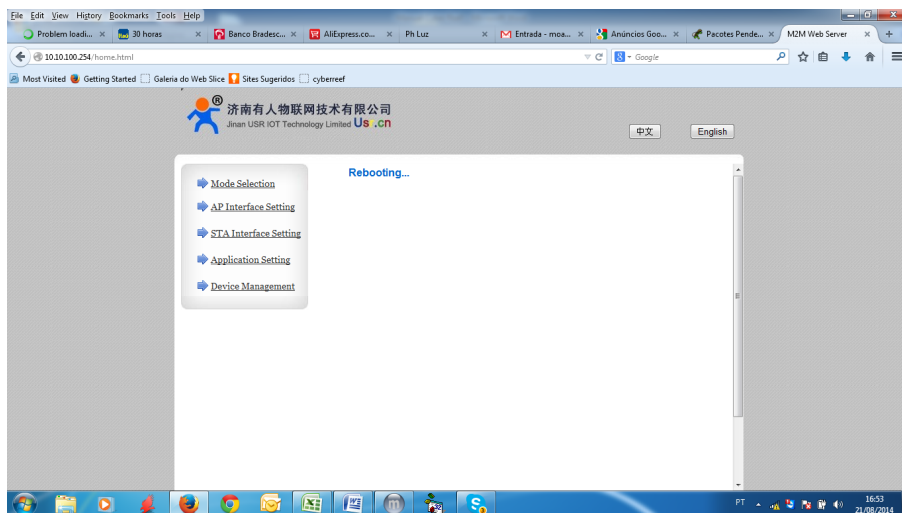 File Edit View History Bookmarks Tools Help
Problem loadi... 30 horas Banco Bradesc... AliExpress.co... Ph Luz Entrada - moa... Anúncios Goo... Pacotes Pende... M2M Web Server
10.10.100.254/home.html Google
Most Visited Getting Started Galeria do Web Slice Sites Sugeridos cyberreef
济南有人物联网技术有限公司
Jinan USR IOT Technology Limited
中文 English
Rebooting...
Mode Selection
AP Interface Setting
STA Interface Setting
Application Setting
Device Management
PT 16:53
21/08/2014